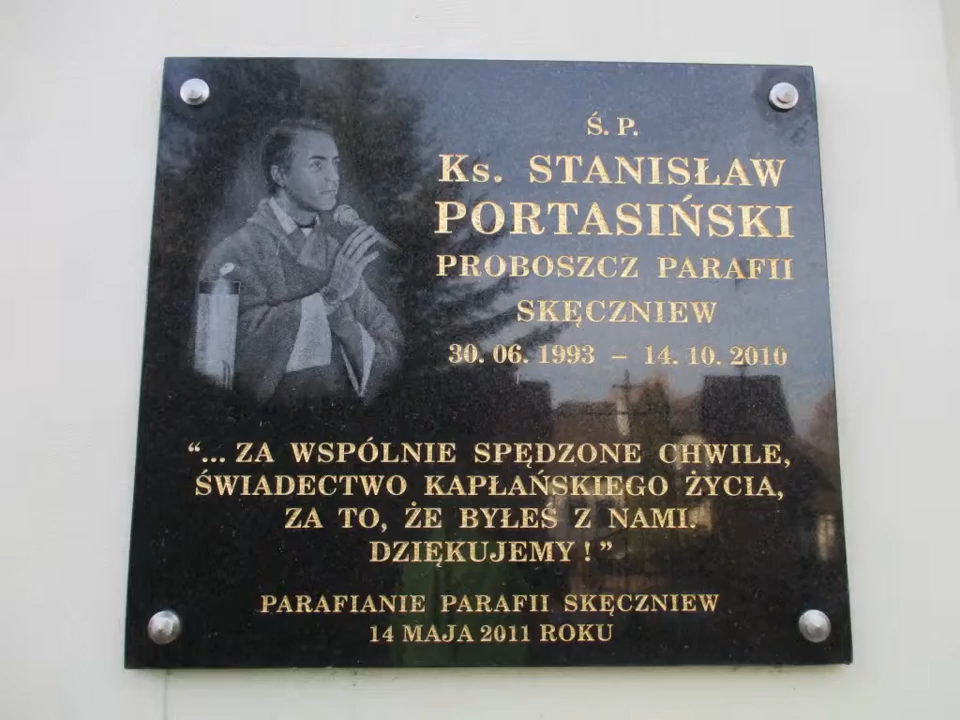 Ś. P.
Ks. STANISŁAW
PORTASIŃSKI
PROBOSZCZ PARAFII
SKĘCZNIEW
30. 06. 1993 – 14. 10. 2010
“... ZA WSPÓLNIE SPĘDZONE CHWILE,
ŚWIADECTWO KAPŁAŃSKIEGO ŻYCIA,
ZA TO, ŻE BYŁEŚ Z NAMI.
DZIĘKUJEMY ! ”
PARAFIANIE PARAFII SKĘCZNIEW
14 MAJA 2011 ROKU